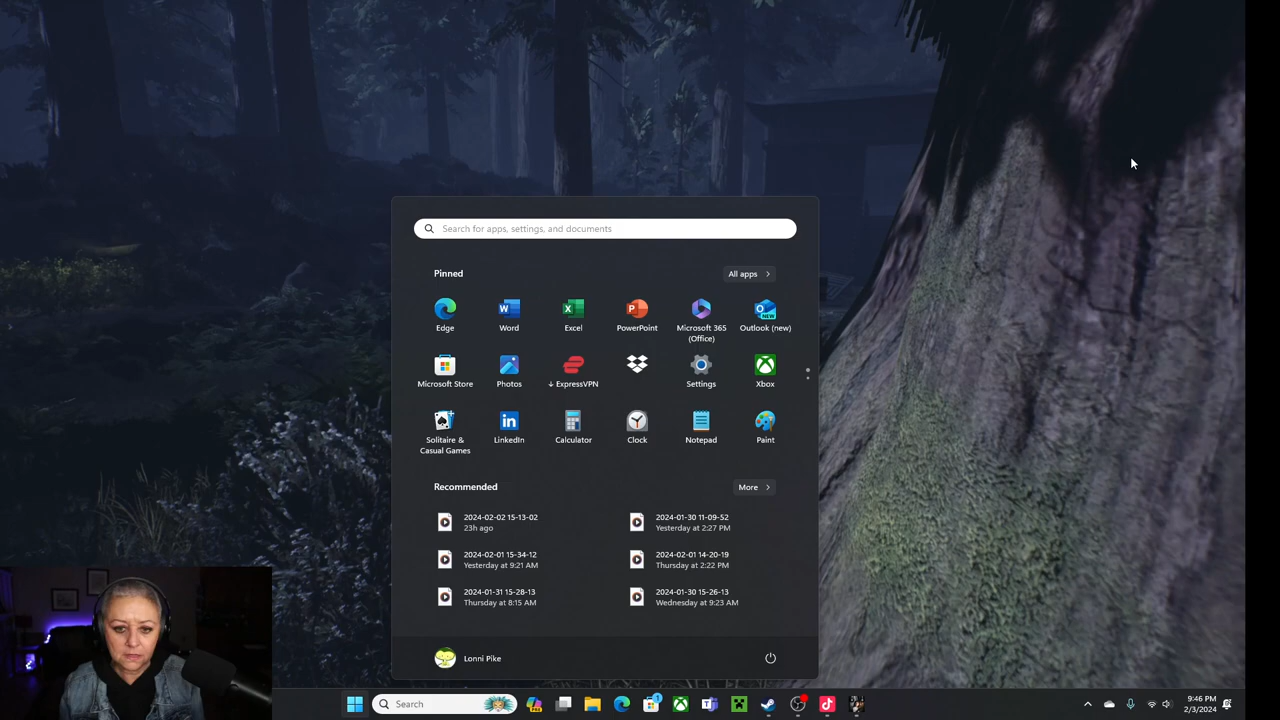 Search for apps, settings, and documents
Pinned
All apps
Edge
Word
Excel
PowerPoint
Microsoft 365
(Office)
Outlook (new)
NEW
Microsoft Store
Photos
↓ ExpressVPN
Settings
Xbox
Solitaire &
Casual Games
LinkedIn
Calculator
Clock
Notepad
Paint
Recommended
More
2024-02-02 15-13-02
23h ago
2024-01-30 11-09-52
Yesterday at 2:27 PM
2024-02-01 15-34-12
Yesterday at 9:21 AM
2024-02-01 14-20-19
Thursday at 2:22 PM
2024-01-31 15-28-13
Thursday at 8:15 AM
2024-01-30 15-26-13
Wednesday at 9:23 AM
Lonni Pike
Search
PRE
9:46 PM
2/3/2024